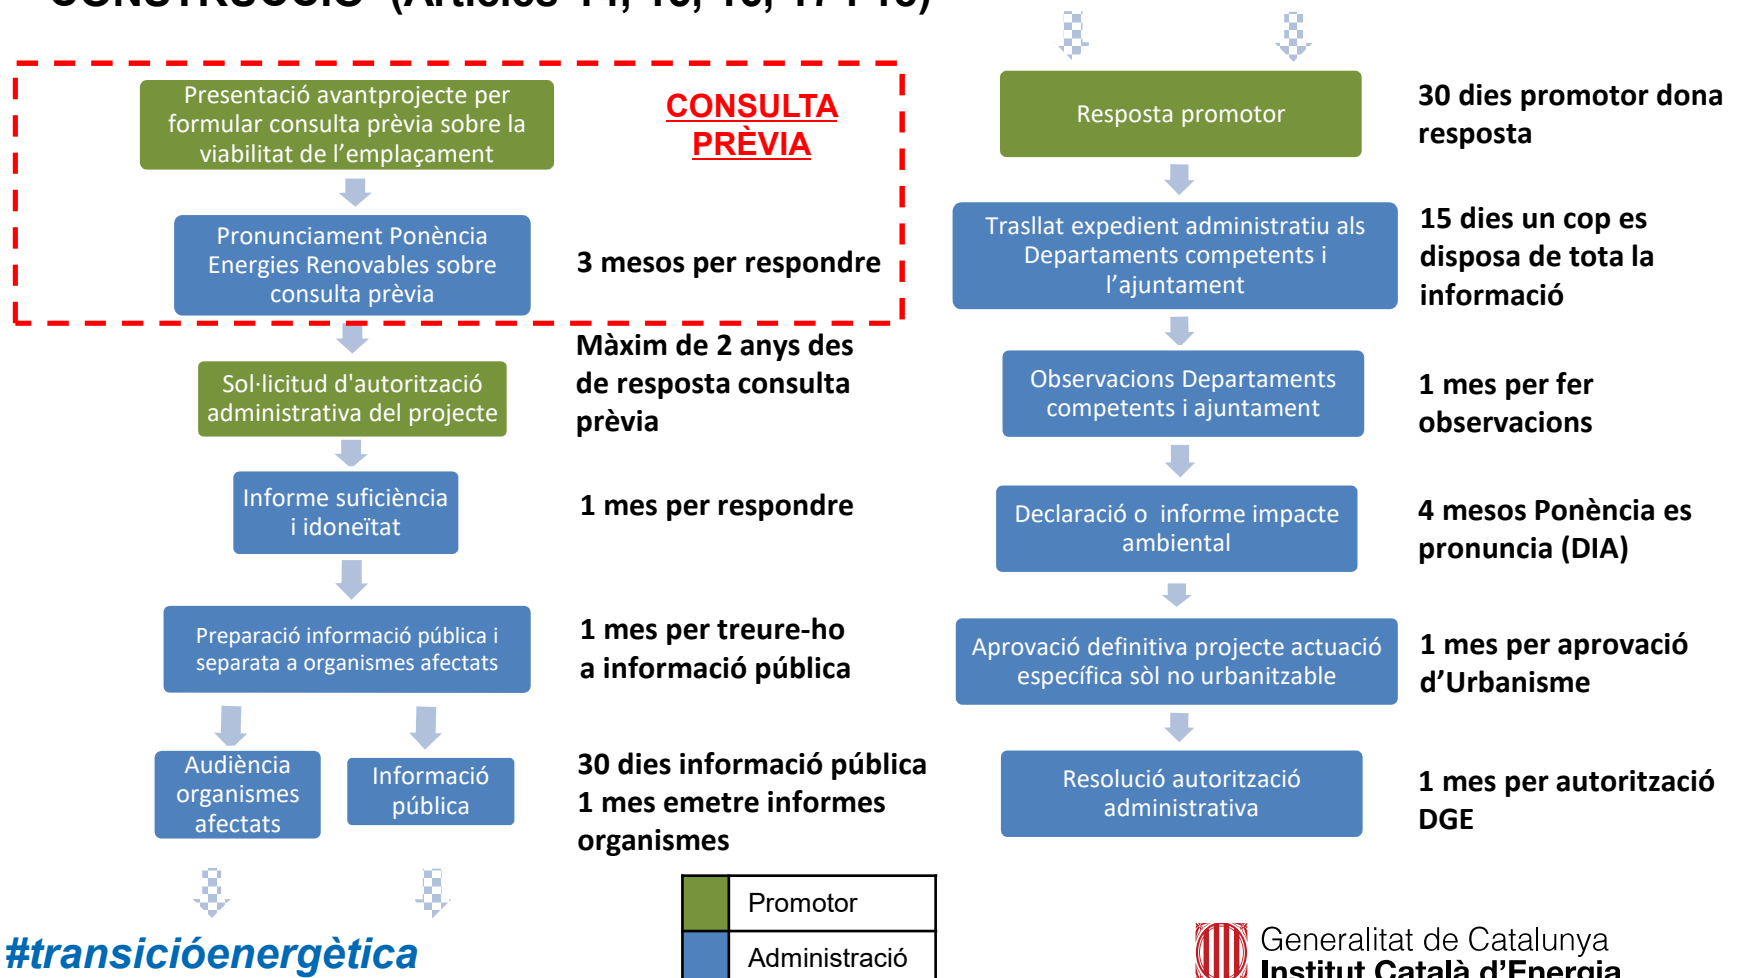 CONSTRUCCIÓ (Articles 14, 15, 16, 17 i 18)
Presentació avantprojecte per
formular consulta prèvia sobre la
viabilitat de l’emplaçament
CONSULTA
PRÈVIA
Pronunciament Ponència
Energies Renovables sobre
consulta prèvia
3 mesos per respondre
Sol·licitud d'autorització
administrativa del projecte
Màxim de 2 anys des
de resposta consulta
prèvia
Informe suficiència
i idoneïtat
1 mes per respondre
Preparació informació pública i
separata a organismes afectats
1 mes per treure-ho
a informació pública
Audiència
organismes
afectats
Informació
pública
30 dies informació pública
1 mes emetre informes
organismes
Resposta promotor
30 dies promotor dona
resposta
Trasllat expedient administratiu als
Departaments competents i
l’ajuntament
15 dies un cop es
disposa de tota la
informació
Observacions Departaments
competents i ajuntament
1 mes per fer
observacions
Declaració o informe impacte
ambiental
4 mesos Ponència es
pronuncia (DIA)
Aprovació definitiva projecte actuació
específica sòl no urbanitzable
1 mes per aprovació
d’Urbanisme
Resolució autorització
administrativa
1 mes per autorització
DGE
Promotor
Administració
#transicióenergètica
Generalitat de Catalunya
Institut Català d’Energia